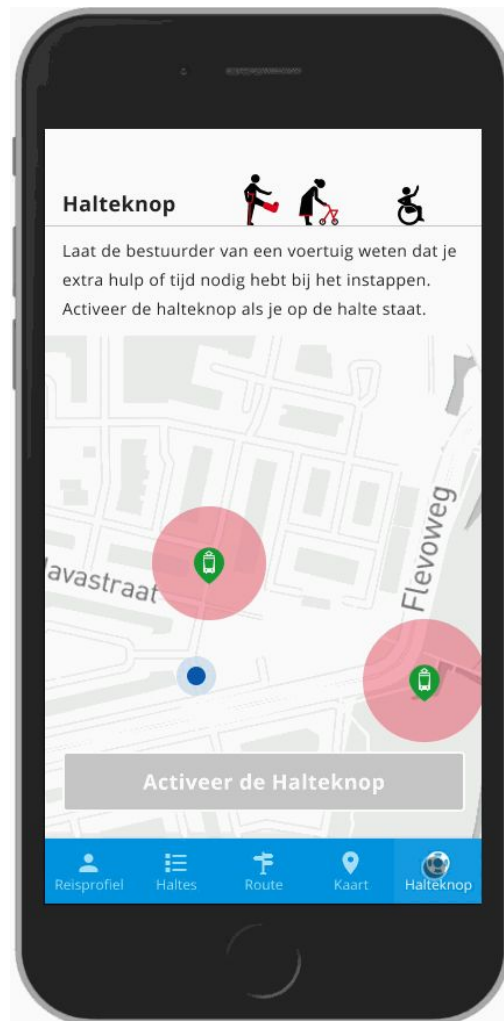 Halteknop
Laat de bestuurder van een voertuig weten dat je
extra hulp of tijd nodig hebt bij het instappen.
Activeer de halteknop als je op de halte staat.
Flevoweg
Javastraat
Activeer de Halteknop
Reisprofiel Haltes Route Kaart Halteknop